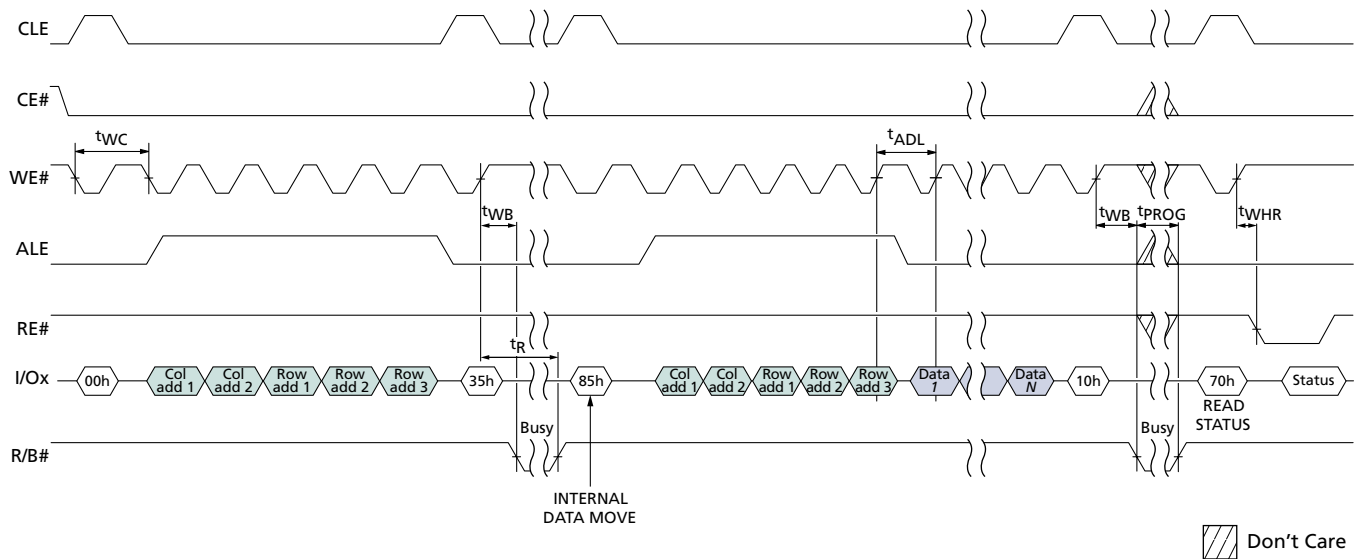 CLE
CE#
tWC
tADL
WE#
tWB
tWB
tPROG
tWHR
ALE
RE#
tR
I/Ox
00h
Col add 1
Col add 2
Row add 1
Row add 2
Row add 3
35h
85h
Col add 1
Col add 2
Row add 1
Row add 2
Row add 3
Data 1
Data N
10h
70h
Status
READ STATUS
R/B#
Busy
Busy
INTERNAL
DATA MOVE
Don't Care